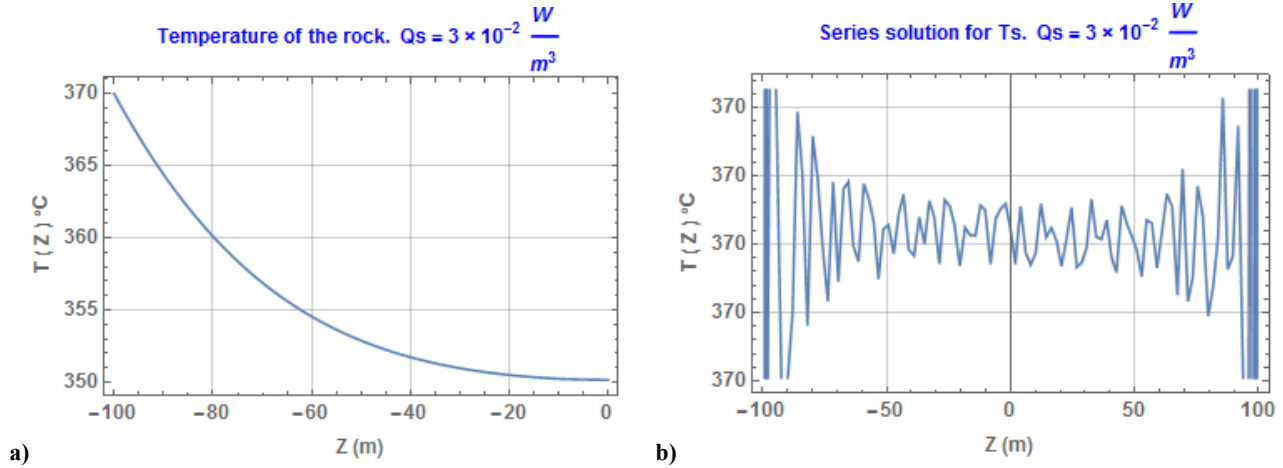 Temperature of the rock. Qs = 3 × 10⁻² W/m³
T ( Z ) °C
370
365
360
355
350
−100
−80
−60
−40
−20
0
Z (m)
a)
Series solution for Ts. Qs = 3 × 10⁻² W/m³
T ( Z ) °C
370
370
370
370
370
−100
−50
0
50
100
Z (m)
b)